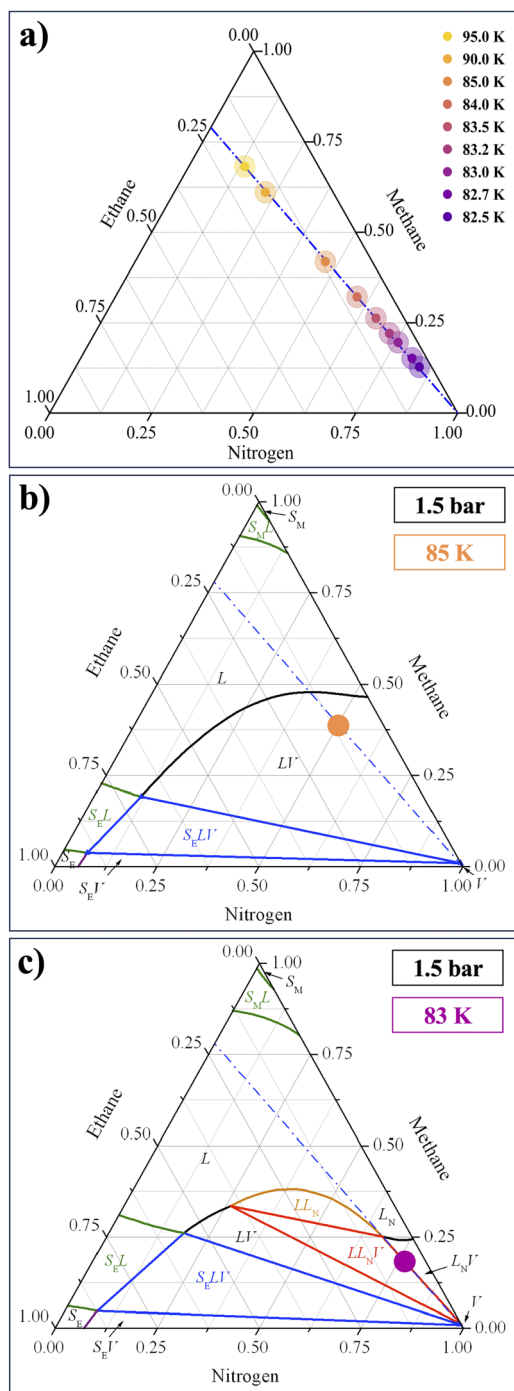 a)
0.00
1.00
95.0 K
90.0 K
85.0 K
84.0 K
83.5 K
83.2 K
83.0 K
82.7 K
82.5 K
0.25
0.75
Ethane
Methane
0.50
0.50
0.75
0.25
1.00
0.00
0.00
0.25
0.50
0.75
1.00
Nitrogen
b)
0.00
1.00
1.5 bar
85 K
S_M
S_ML
0.25
0.75
Ethane
Methane
0.50
0.50
L
LV
0.75
0.25
S_EL
S_ELV
1.00
0.00
S_E
S_EV
V
0.00
0.25
0.50
0.75
1.00
Nitrogen
c)
0.00
1.00
1.5 bar
83 K
S_M
S_ML
0.25
0.75
Ethane
Methane
0.50
0.50
L
LL_N
L_N
0.75
0.25
LV
LL_NV
L_NV
S_EL
S_ELV
V
1.00
0.00
S_E
S_EV
0.00
0.25
0.50
0.75
1.00
Nitrogen